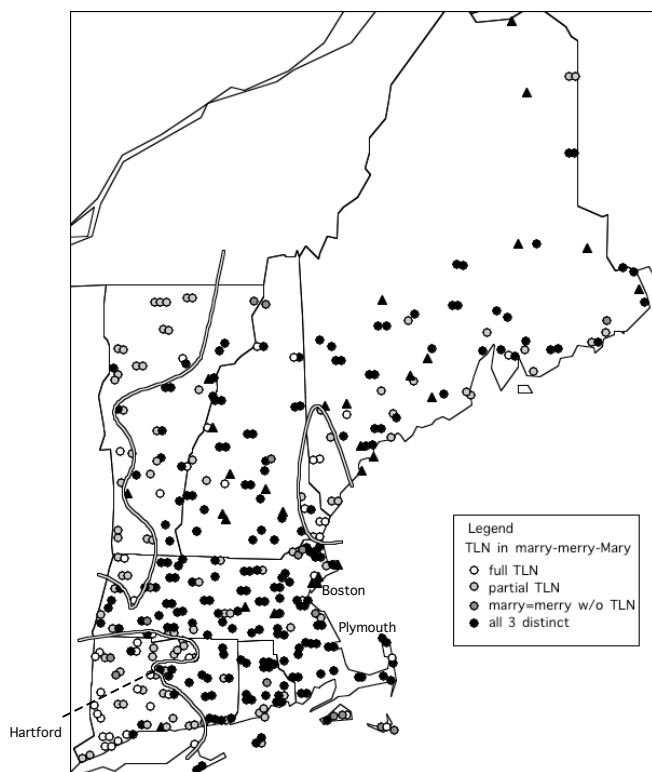 Legend
TLN in marry-merry-Mary
full TLN
partial TLN
marry=merry w/o TLN
all 3 distinct
Boston
Plymouth
Hartford